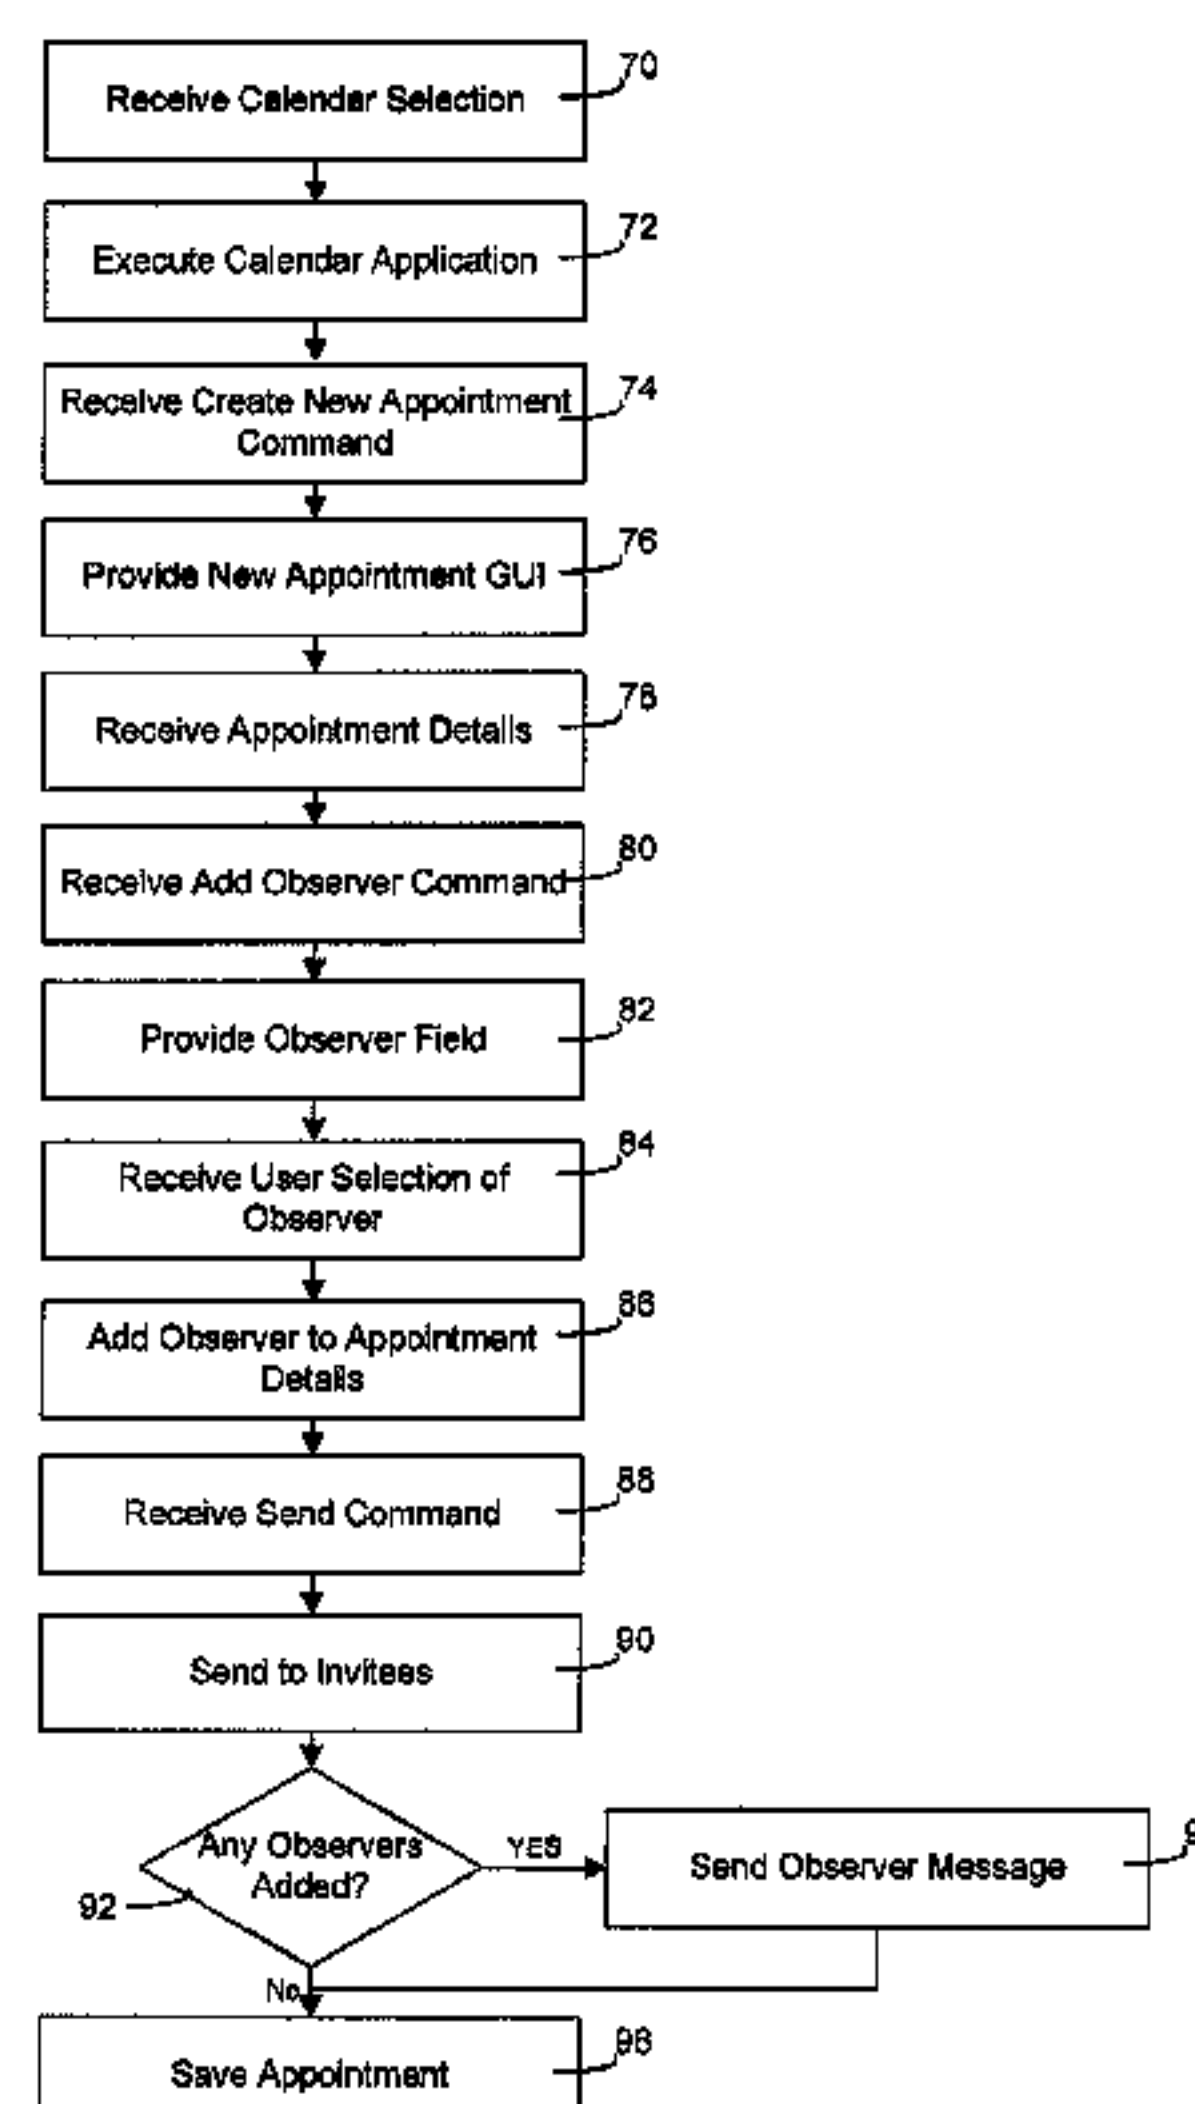 Receive Calendar Selection
70
Execute Calendar Application
72
Receive Create New Appointment
Command
74
Provide New Appointment GUI
76
Receive Appointment Details
78
Receive Add Observer Command
80
Provide Observer Field
82
Receive User Selection of
Observer
84
Add Observer to Appointment
Details
86
Receive Send Command
88
Send to Invitees
90
Any Observers
Added?
92
YES
Send Observer Message
No
Save Appointment